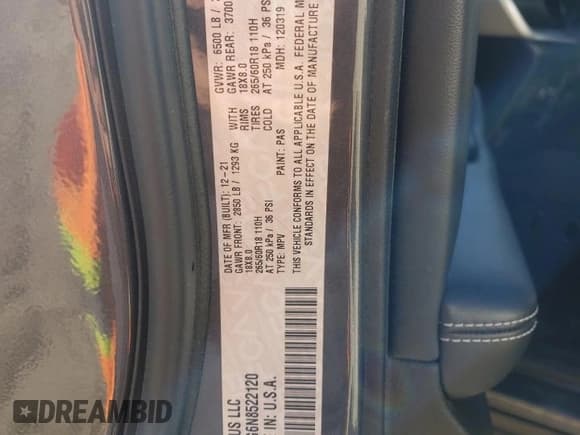 US LLC
IN: U.S.A.
DATE OF MFR (BUILT): 12-21
GVWR: 6500 LB /
GAWR FRONT: 2850 LB / 1293 KG WITH
GAWR REAR: 3700
18X8.0 RIMS 18X8.0
265/60R18 110H TIRES 265/60R18 110H
AT 250 kPa / 36 PSI COLD AT 250 kPa / 36 PSI
TYPE: MPV PAINT: PAS MDH: 120319
THIS VEHICLE CONFORMS TO ALL APPLICABLE U.S.A. FEDERAL M
STANDARDS IN EFFECT ON THE DATE OF MANUFACTURE
G6N8522120
AutoBidMaster